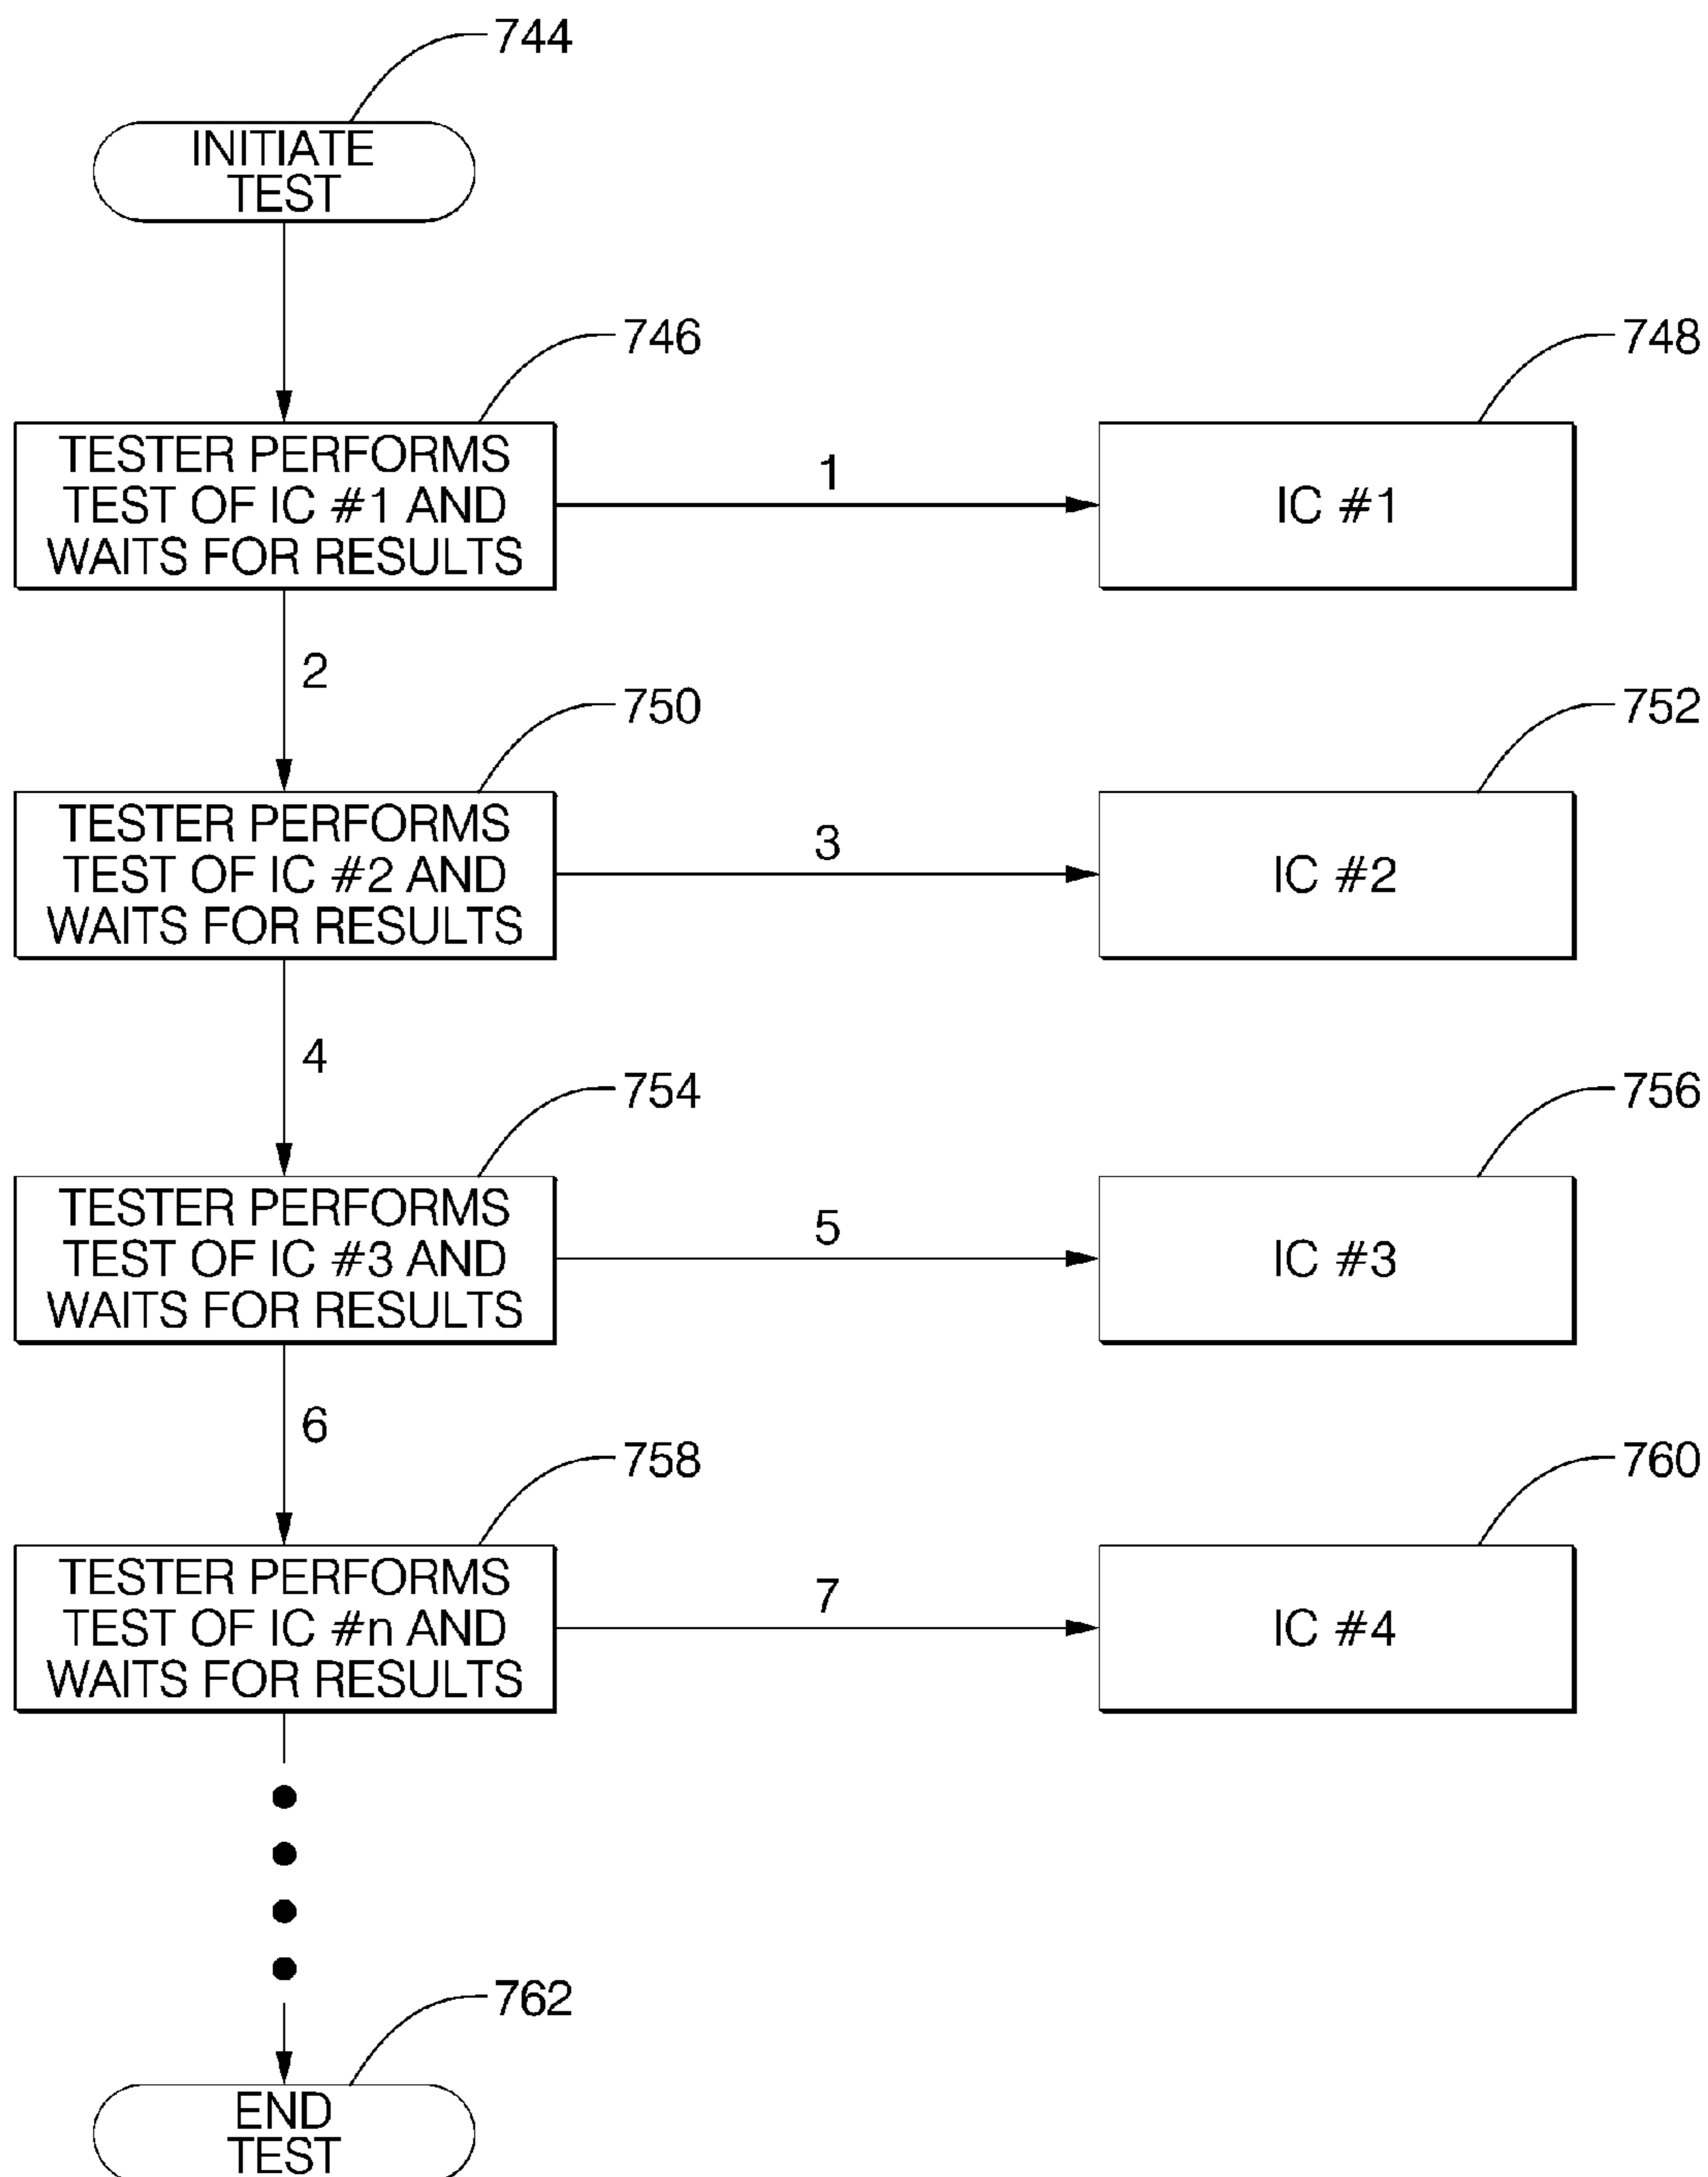 744
INITIATE
TEST
746
748
TESTER PERFORMS
TEST OF IC #1 AND
WAITS FOR RESULTS
1
IC #1
2
750
752
TESTER PERFORMS
TEST OF IC #2 AND
WAITS FOR RESULTS
3
IC #2
4
754
756
TESTER PERFORMS
TEST OF IC #3 AND
WAITS FOR RESULTS
5
IC #3
6
758
760
TESTER PERFORMS
TEST OF IC #n AND
WAITS FOR RESULTS
7
IC #4
762
END
TEST